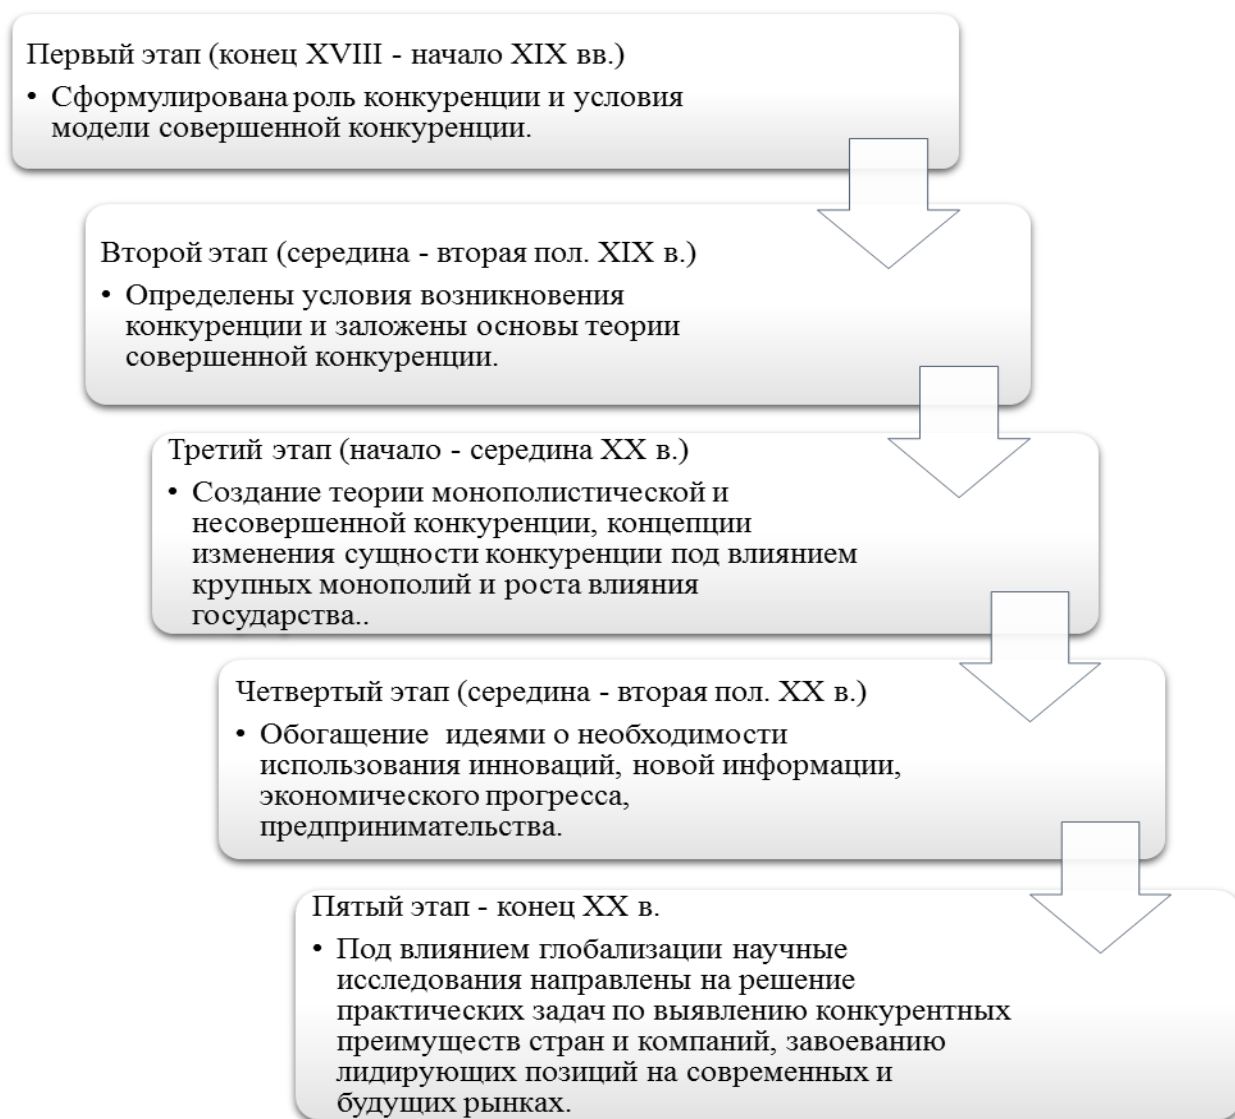 Первый этап (конец XVIII - начало XIX вв.)
• Сформулирована роль конкуренции и условия
модели совершенной конкуренции.
Второй этап (середина - вторая пол. XIX в.)
• Определены условия возникновения
конкуренции и заложены основы теории
совершенной конкуренции.
Третий этап (начало - середина XX в.)
• Создание теории монополистической и
несовершенной конкуренции, концепции
изменения сущности конкуренции под влиянием
крупных монополий и роста влияния
государства..
Четвертый этап (середина - вторая пол. XX в.)
• Обогащение  идеями о необходимости
использования инноваций, новой информации,
экономического прогресса,
предпринимательства.
Пятый этап - конец XX в.
• Под влиянием глобализации научные
исследования направлены на решение
практических задач по выявлению конкурентных
преимуществ стран и компаний, завоеванию
лидирующих позиций на современных и
будущих рынках.